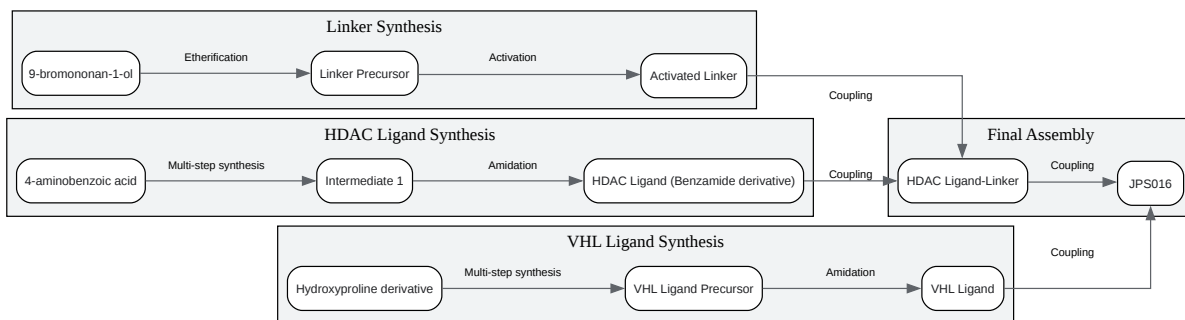 Linker Synthesis
9-bromononan-1-ol
Etherification
Linker Precursor
Activation
Activated Linker
Coupling
HDAC Ligand Synthesis
4-aminobenzoic acid
Multi-step synthesis
Intermediate 1
Amidation
HDAC Ligand (Benzamide derivative)
Coupling
Final Assembly
HDAC Ligand-Linker
Coupling
JPS016
VHL Ligand Synthesis
Hydroxyproline derivative
Multi-step synthesis
VHL Ligand Precursor
Amidation
VHL Ligand
Coupling